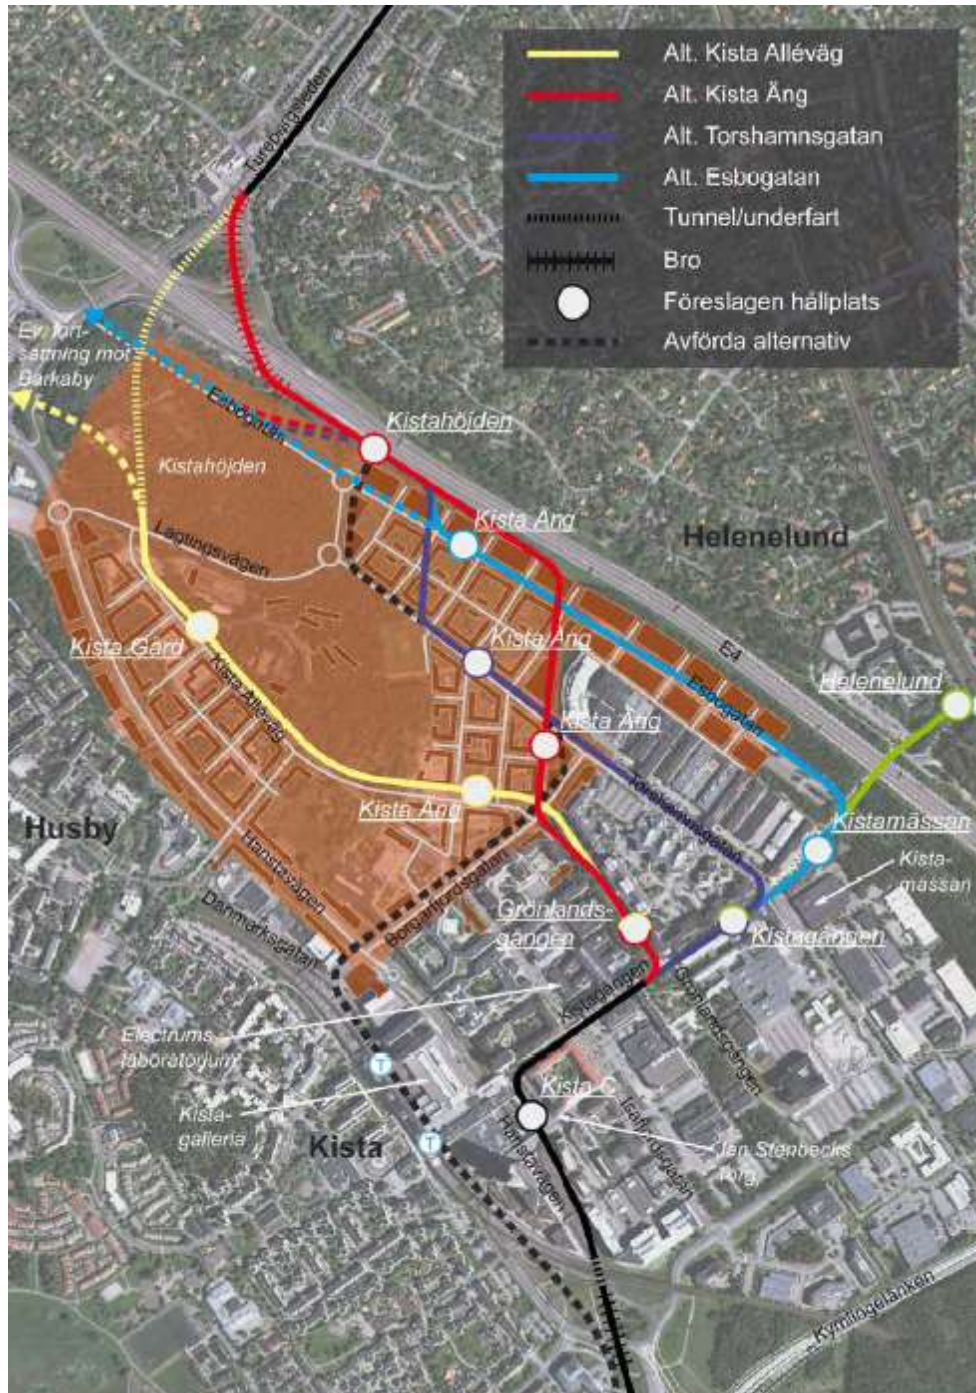 Alt. Kista Alléväg
Alt. Kista Äng
Alt. Torshamnsgatan
Alt. Esbogatan
Tunnel/underfart
Bro
Föreslagen hållplats
Avförda alternativ
Turebergsleden
Ev. fort-
sättning mot
Barkaby
Esbogatan
Kistahöjden
Kistahöjden
Kista Äng
Helenelund
Lagtingsvägen
Kista Gård
Kista Alléväg
Kista Äng
E4
Helenelund
Esbogatan
Kista Äng
Torshamnsgatan
Kista Äng
Kistamässan
Husby
Hanstavägen
Danmarksgatan
Borgarfjordsgatan
Kista-
mässan
Grönlands-
gången
Kistagången
Kistagången
Grönlandsgången
Electrums
laboratorium
Kista C
Kista-
galleria
T
T
Kista
Hanstavägen
Isafjordsgatan
Jan Stenbecks
torg
Kymlingelänken